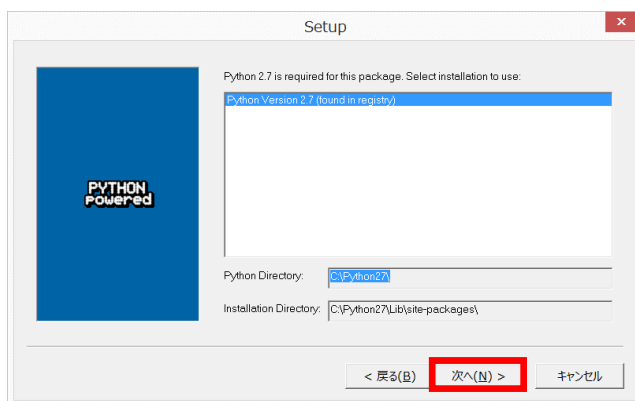 Setup
Python 2.7 is required for this package. Select installation to use:
Python Version 2.7 (found in registry)
PYTHON
powered
Python Directory: C:\Python27\
Installation Directory: C:\Python27\Lib\site-packages\
< 戻る(B) 次へ(N) > キャンセル